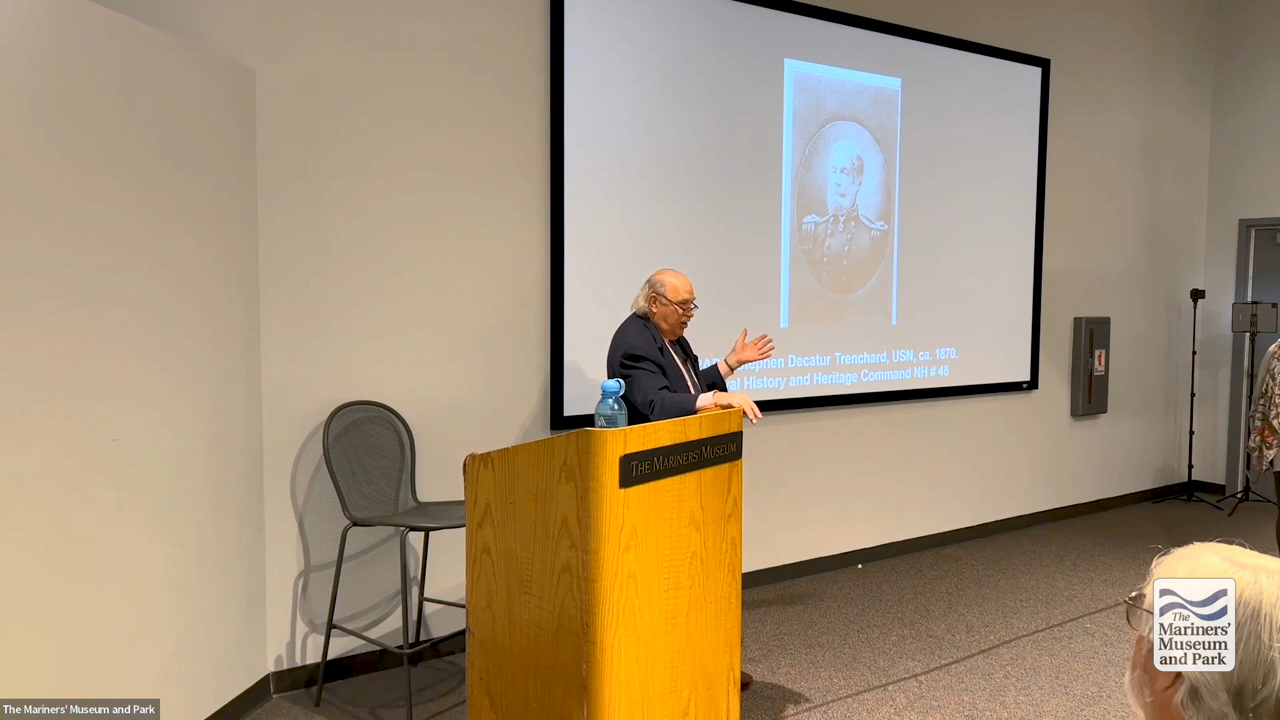 Stephen Decatur Trenchard, USN, ca. 1870.
History and Heritage Command NH # 48
THE MARINERS' MUSEUM
The
Mariners'
Museum
and Park
The Mariners' Museum and Park